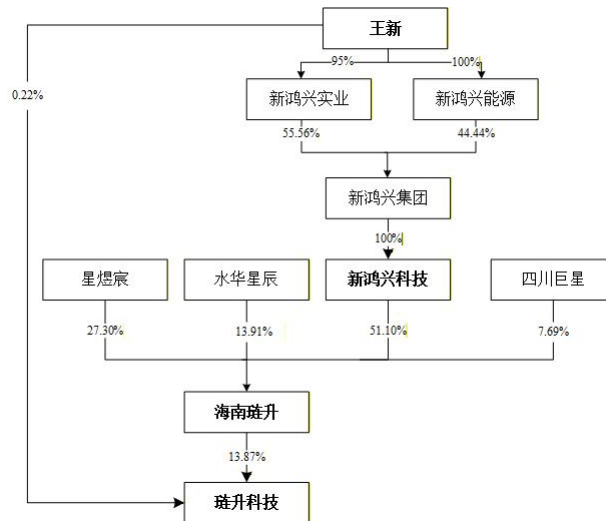 王新
95%
100%
0.22%
新鸿兴实业
新鸿兴能源
55.56%
44.44%
新鸿兴集团
100%
星煜宸
水华星辰
新鸿兴科技
四川巨星
27.30%
13.91%
51.10%
7.69%
海南琏升
13.87%
琏升科技